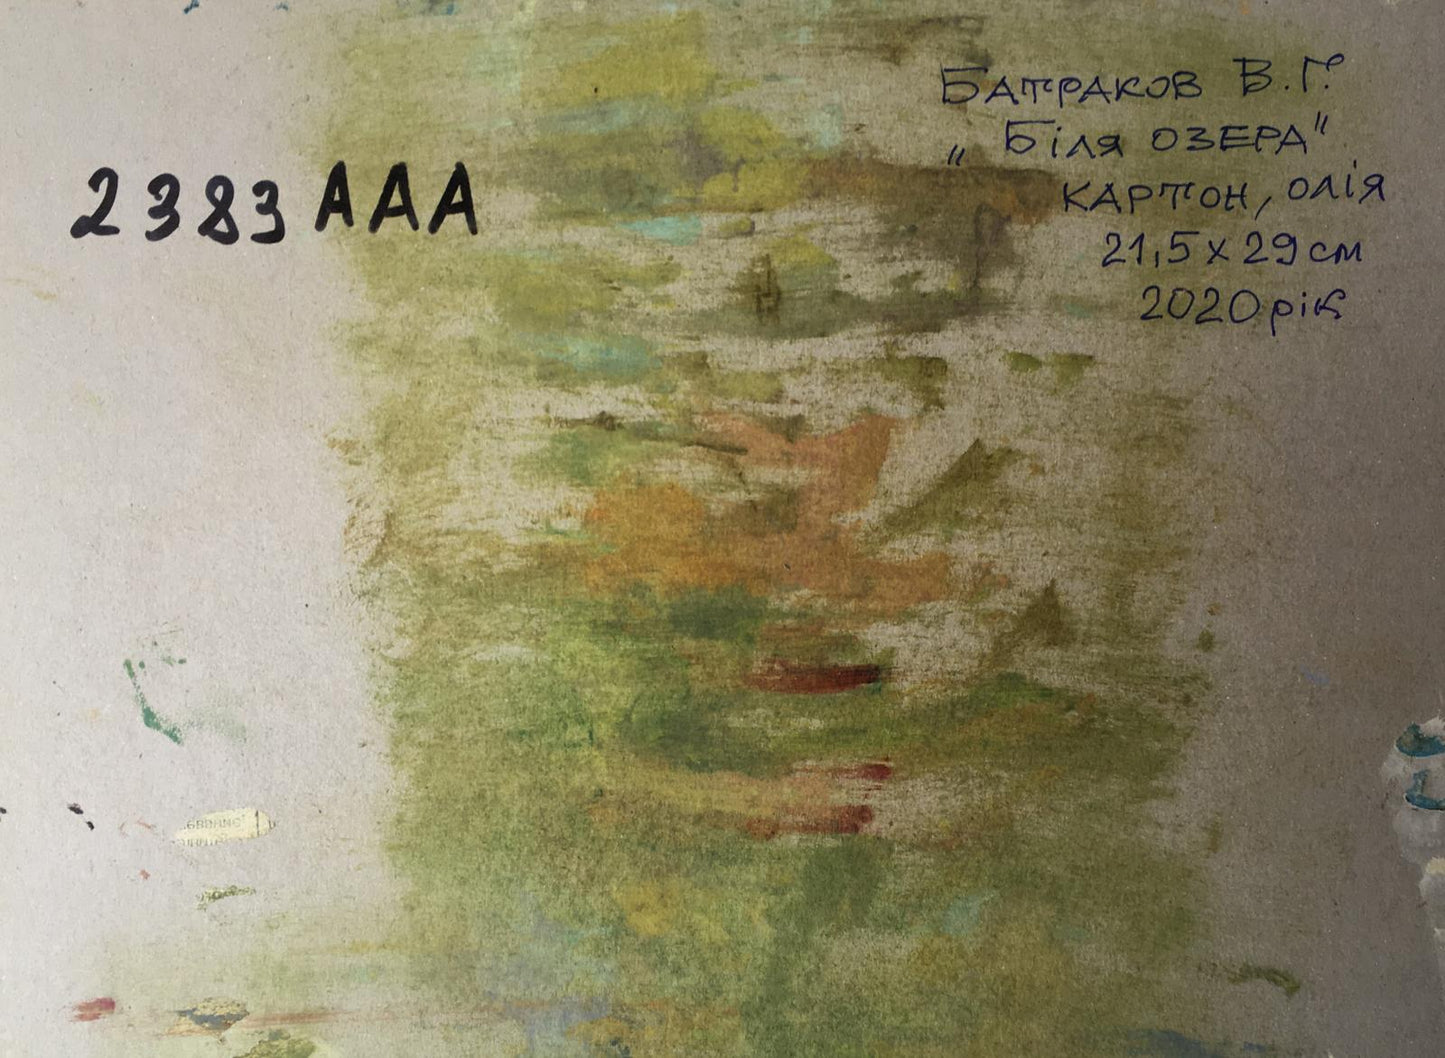 Батраков В.Г.
„Біля озера"
картон, олія
21,5 x 29 см
2020 рік
2383 AAA